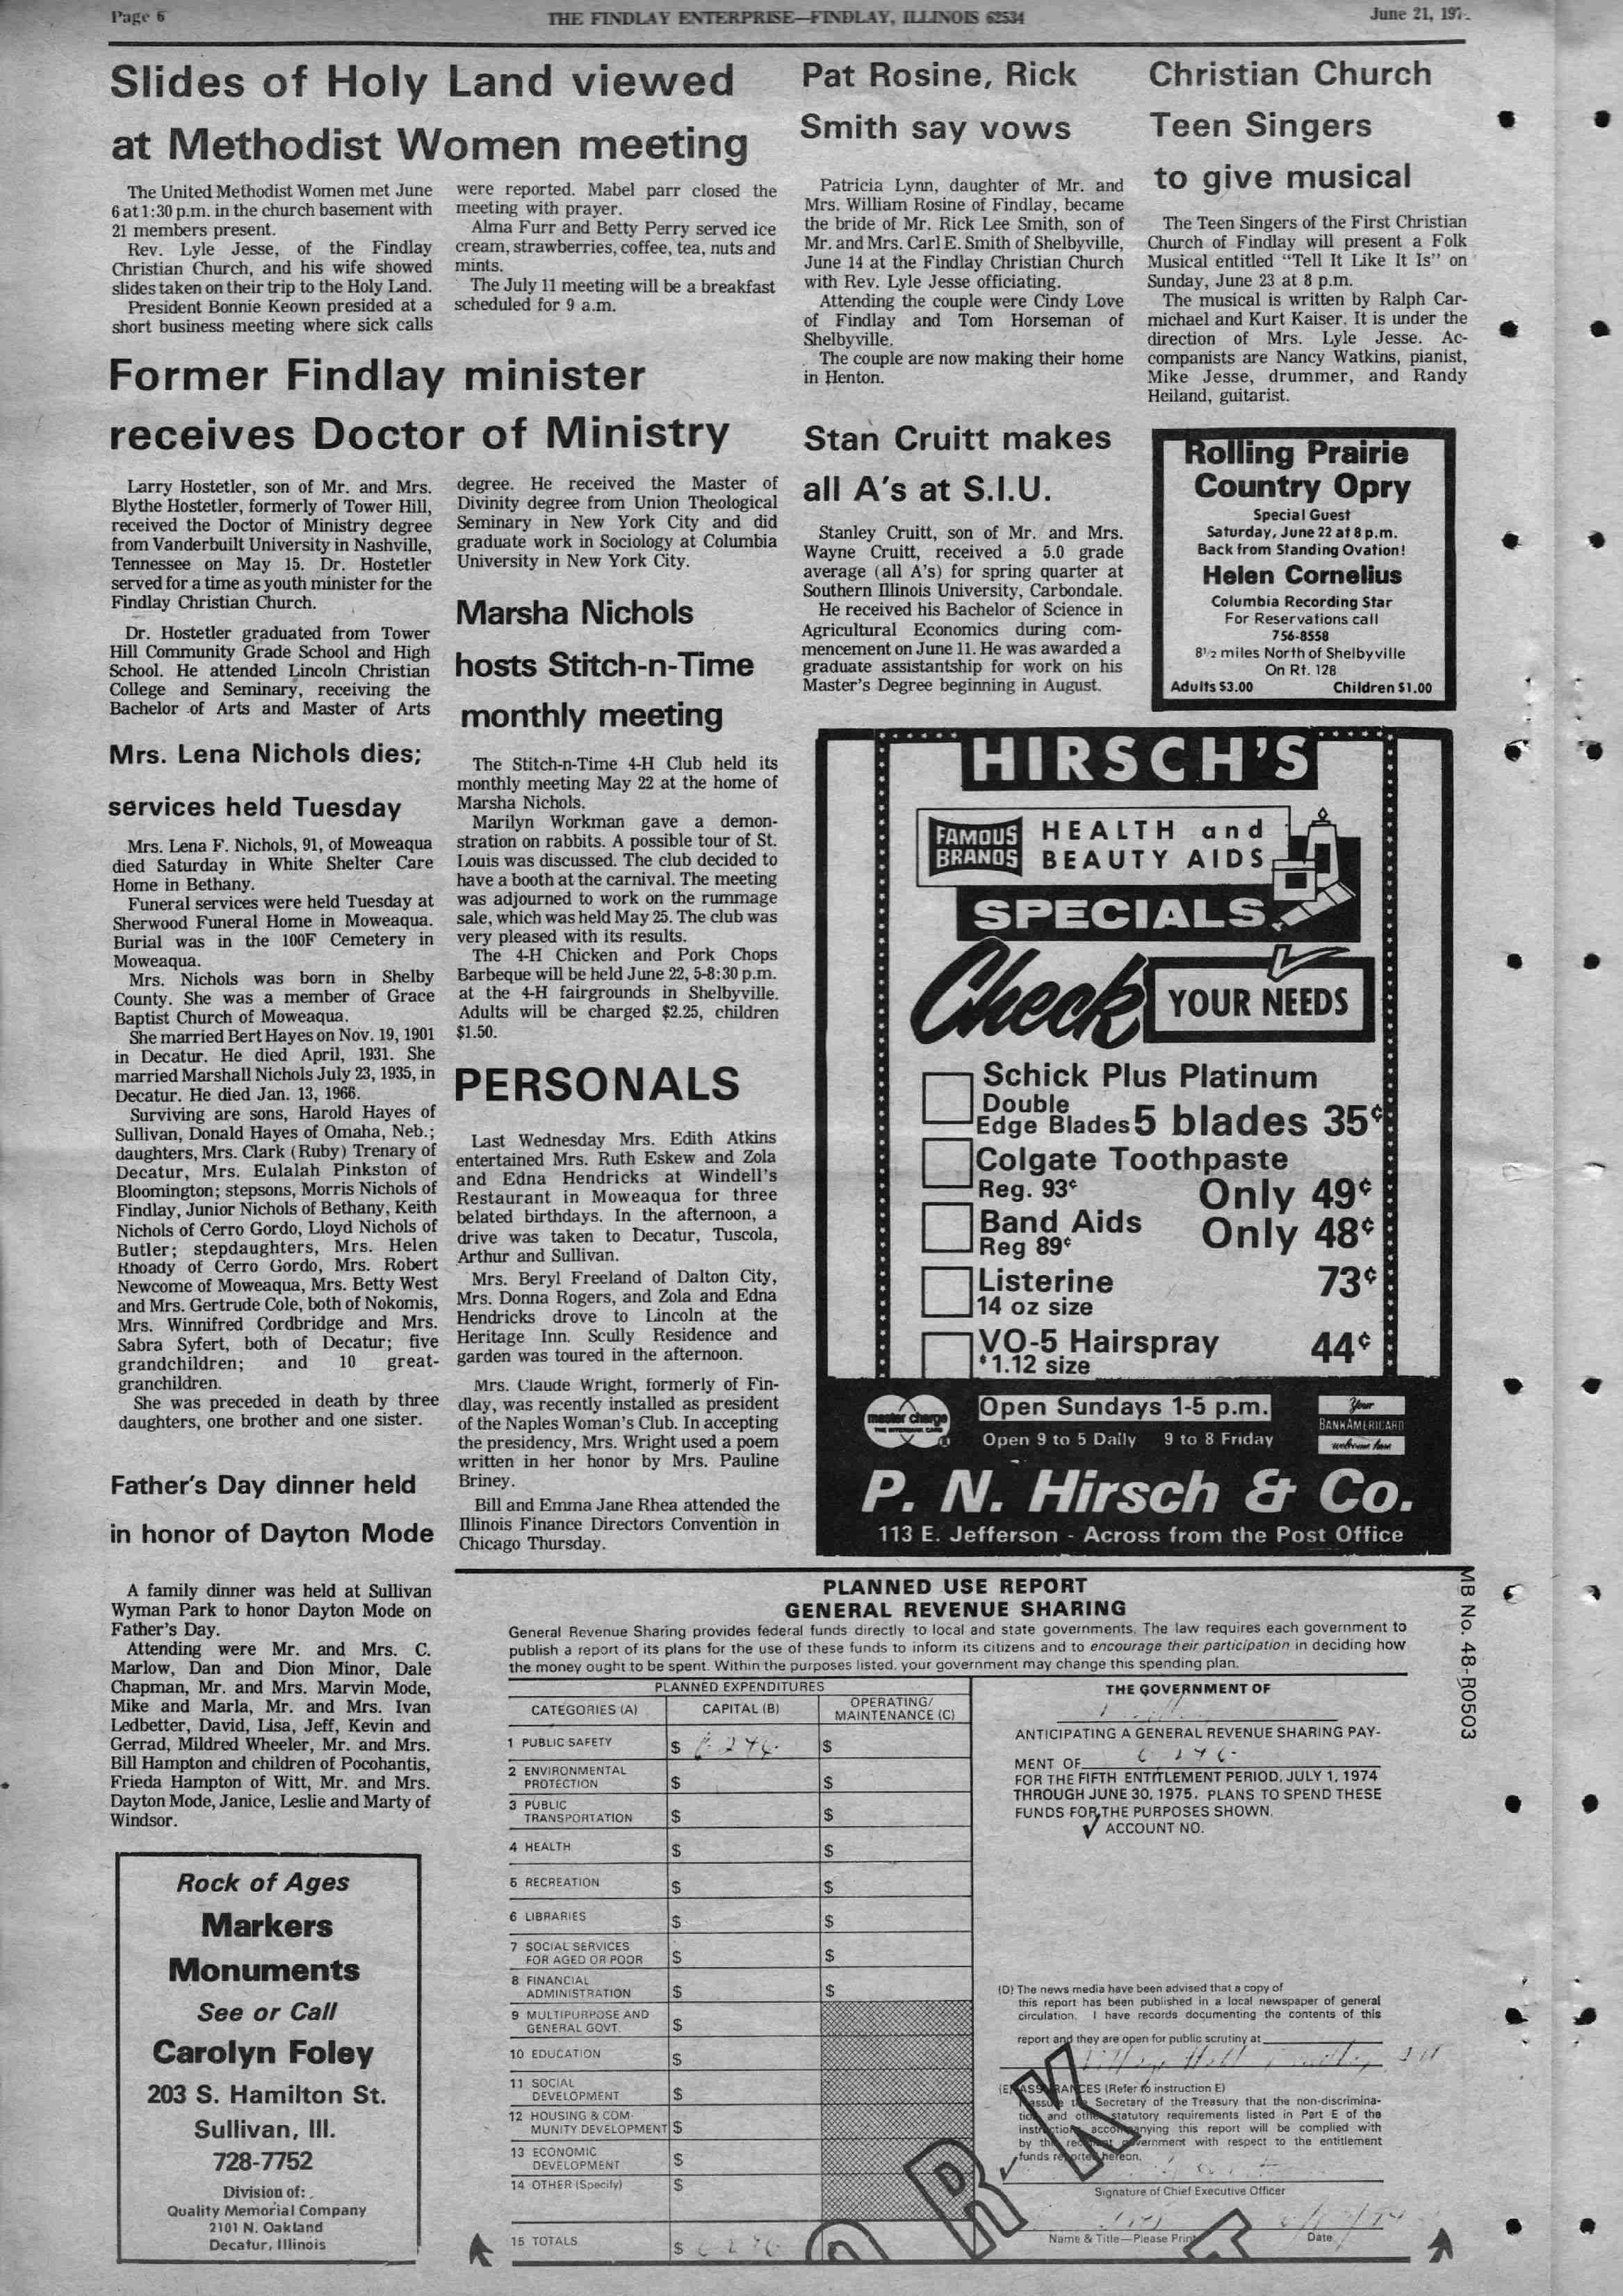 Page 6
THE FINDLAY ENTERPRISE—FINDLAY, ILLINOIS 62534
June 21, 197
Slides of Holy Land viewed
at Methodist Women meeting
The United Methodist Women met June
6 at 1:30 p.m. in the church basement with
21 members present.
Rev. Lyle Jesse, of the Findlay
Christian Church, and his wife showed
slides taken on their trip to the Holy Land.
President Bonnie Keown presided at a
short business meeting where sick calls
were reported. Mabel parr closed the
meeting with prayer.
Alma Furr and Betty Perry served ice
cream, strawberries, coffee, tea, nuts and
mints.
The July 11 meeting will be a breakfast
scheduled for 9 a.m.
Former Findlay minister
receives Doctor of Ministry
Larry Hostetler, son of Mr. and Mrs.
Blythe Hostetler, formerly of Tower Hill,
received the Doctor of Ministry degree
from Vanderbuilt University in Nashville,
Tennessee on May 15. Dr. Hostetler
served for a time as youth minister for the
Findlay Christian Church.
Dr. Hostetler graduated from Tower
Hill Community Grade School and High
School. He attended Lincoln Christian
College and Seminary, receiving the
Bachelor of Arts and Master of Arts
degree. He received the Master of
Divinity degree from Union Theological
Seminary in New York City and did
graduate work in Sociology at Columbia
University in New York City.
Mrs. Lena Nichols dies;
services held Tuesday
Mrs. Lena F. Nichols, 91, of Moweaqua
died Saturday in White Shelter Care
Home in Bethany.
Funeral services were held Tuesday at
Sherwood Funeral Home in Moweaqua.
Burial was in the 100F Cemetery in
Moweaqua.
Mrs. Nichols was born in Shelby
County. She was a member of Grace
Baptist Church of Moweaqua.
She married Bert Hayes on Nov. 19, 1901
in Decatur. He died April, 1931. She
married Marshall Nichols July 23, 1935, in
Decatur. He died Jan. 13, 1966.
Surviving are sons, Harold Hayes of
Sullivan, Donald Hayes of Omaha, Neb.;
daughters, Mrs. Clark (Ruby) Trenary of
Decatur, Mrs. Eulalah Pinkston of
Bloomington; stepsons, Morris Nichols of
Findlay, Junior Nichols of Bethany, Keith
Nichols of Cerro Gordo, Lloyd Nichols of
Butler; stepdaughters, Mrs. Helen
Rhoady of Cerro Gordo, Mrs. Robert
Newcome of Moweaqua, Mrs. Betty West
and Mrs. Gertrude Cole, both of Nokomis,
Mrs. Winnifred Cordbridge and Mrs.
Sabra Syfert, both of Decatur; five
grandchildren; and 10 great-
granchildren.
She was preceded in death by three
daughters, one brother and one sister.
Father's Day dinner held
in honor of Dayton Mode
A family dinner was held at Sullivan
Wyman Park to honor Dayton Mode on
Father's Day.
Attending were Mr. and Mrs. C.
Marlow, Dan and Dion Minor, Dale
Chapman, Mr. and Mrs. Marvin Mode,
Mike and Marla, Mr. and Mrs. Ivan
Ledbetter, David, Lisa, Jeff, Kevin and
Gerrad, Mildred Wheeler, Mr. and Mrs.
Bill Hampton and children of Pocohantis,
Frieda Hampton of Witt, Mr. and Mrs.
Dayton Mode, Janice, Leslie and Marty of
Windsor.
Rock of Ages
Markers
Monuments
See or Call
Carolyn Foley
203 S. Hamilton St.
Sullivan, Ill.
728-7752
Division of:
Quality Memorial Company
2101 N. Oakland
Decatur, Illinois
Marsha Nichols
hosts Stitch-n-Time
monthly meeting
The Stitch-n-Time 4-H Club held its
monthly meeting May 22 at the home of
Marsha Nichols.
Marilyn Workman gave a demon-
stration on rabbits. A possible tour of St.
Louis was discussed. The club decided to
have a booth at the carnival. The meeting
was adjourned to work on the rummage
sale, which was held May 25. The club was
very pleased with its results.
The 4-H Chicken and Pork Chops
Barbeque will be held June 22, 5-8:30 p.m.
at the 4-H fairgrounds in Shelbyville.
Adults will be charged $2.25, children
$1.50.
PERSONALS
Last Wednesday Mrs. Edith Atkins
entertained Mrs. Ruth Eskew and Zola
and Edna Hendricks at Windell's
Restaurant in Moweaqua for three
belated birthdays. In the afternoon, a
drive was taken to Decatur, Tuscola,
Arthur and Sullivan.
Mrs. Beryl Freeland of Dalton City,
Mrs. Donna Rogers, and Zola and Edna
Hendricks drove to Lincoln at the
Heritage Inn. Scully Residence and
garden was toured in the afternoon.
Mrs. Claude Wright, formerly of Fin-
dlay, was recently installed as president
of the Naples Woman's Club. In accepting
the presidency, Mrs. Wright used a poem
written in her honor by Mrs. Pauline
Briney.
Bill and Emma Jane Rhea attended the
Illinois Finance Directors Convention in
Chicago Thursday.
Pat Rosine, Rick
Smith say vows
Patricia Lynn, daughter of Mr. and
Mrs. William Rosine of Findlay, became
the bride of Mr. Rick Lee Smith, son of
Mr. and Mrs. Carl E. Smith of Shelbyville,
June 14 at the Findlay Christian Church
with Rev. Lyle Jesse officiating.
Attending the couple were Cindy Love
of Findlay and Tom Horseman of
Shelbyville.
The couple are now making their home
in Henton.
Stan Cruitt makes
all A's at S.I.U.
Stanley Cruitt, son of Mr. and Mrs.
Wayne Cruitt, received a 5.0 grade
average (all A's) for spring quarter at
Southern Illinois University, Carbondale.
He received his Bachelor of Science in
Agricultural Economics during com-
mencement on June 11. He was awarded a
graduate assistantship for work on his
Master's Degree beginning in August.
Christian Church
Teen Singers
to give musical
The Teen Singers of the First Christian
Church of Findlay will present a Folk
Musical entitled "Tell It Like It Is" on
Sunday, June 23 at 8 p.m.
The musical is written by Ralph Car-
michael and Kurt Kaiser. It is under the
direction of Mrs. Lyle Jesse. Ac-
companists are Nancy Watkins, pianist,
Mike Jesse, drummer, and Randy
Heiland, guitarist.
Rolling Prairie
Country Opry
Special Guest
Saturday, June 22 at 8 p.m.
Back from Standing Ovation!
Helen Cornelius
Columbia Recording Star
For Reservations call
756-8558
8½ miles North of Shelbyville
On Rt. 128
Adults $3.00 Children $1.00
HIRSCH'S
FAMOUS BRANDS
HEALTH and
BEAUTY AIDS
SPECIALS
Check YOUR NEEDS
Schick Plus Platinum
Double
Edge Blades 5 blades 35¢
Colgate Toothpaste
Reg. 93¢ Only 49¢
Band Aids
Reg 89¢ Only 48¢
Listerine 73¢
14 oz size
VO-5 Hairspray 44¢
$1.12 size
master charge
THE INTERBANK CARD
Open Sundays 1-5 p.m.
Open 9 to 5 Daily 9 to 8 Friday
Your
BANKAMERICARD
welcome here
P. N. Hirsch & Co.
113 E. Jefferson - Across from the Post Office
PLANNED USE REPORT
GENERAL REVENUE SHARING
General Revenue Sharing provides federal funds directly to local and state governments. The law requires each government to
publish a report of its plans for the use of these funds to inform its citizens and to encourage their participation in deciding how
the money ought to be spent. Within the purposes listed, your government may change this spending plan.
PLANNED EXPENDITURES
CATEGORIES (A) CAPITAL (B) OPERATING/ MAINTENANCE (C)
1 PUBLIC SAFETY $ $
2 ENVIRONMENTAL PROTECTION $ $
3 PUBLIC TRANSPORTATION $ $
4 HEALTH $ $
5 RECREATION $ $
6 LIBRARIES $ $
7 SOCIAL SERVICES FOR AGED OR POOR $ $
8 FINANCIAL ADMINISTRATION $ $
9 MULTIPURPOSE AND GENERAL GOVT. $
10 EDUCATION $
11 SOCIAL DEVELOPMENT $
12 HOUSING & COM- MUNITY DEVELOPMENT $
13 ECONOMIC DEVELOPMENT $
14 OTHER (Specify) $
15 TOTALS $
THE GOVERNMENT OF
ANTICIPATING A GENERAL REVENUE SHARING PAY-
MENT OF
FOR THE FIFTH ENTITLEMENT PERIOD, JULY 1, 1974
THROUGH JUNE 30, 1975, PLANS TO SPEND THESE
FUNDS FOR THE PURPOSES SHOWN.
✓ ACCOUNT NO.
(D) The news media have been advised that a copy of
this report has been published in a local newspaper of general
circulation. I have records documenting the contents of this
report and they are open for public scrutiny at
(E) ASSURANCES (Refer to instruction E)
I assure the Secretary of the Treasury that the non-discrimina-
tion and other statutory requirements listed in Part E of the
instructions accompanying this report will be complied with
by the recipient government with respect to the entitlement
funds reported hereon.
Signature of Chief Executive Officer
Name & Title—Please Print Date
MB No. 48-R0503